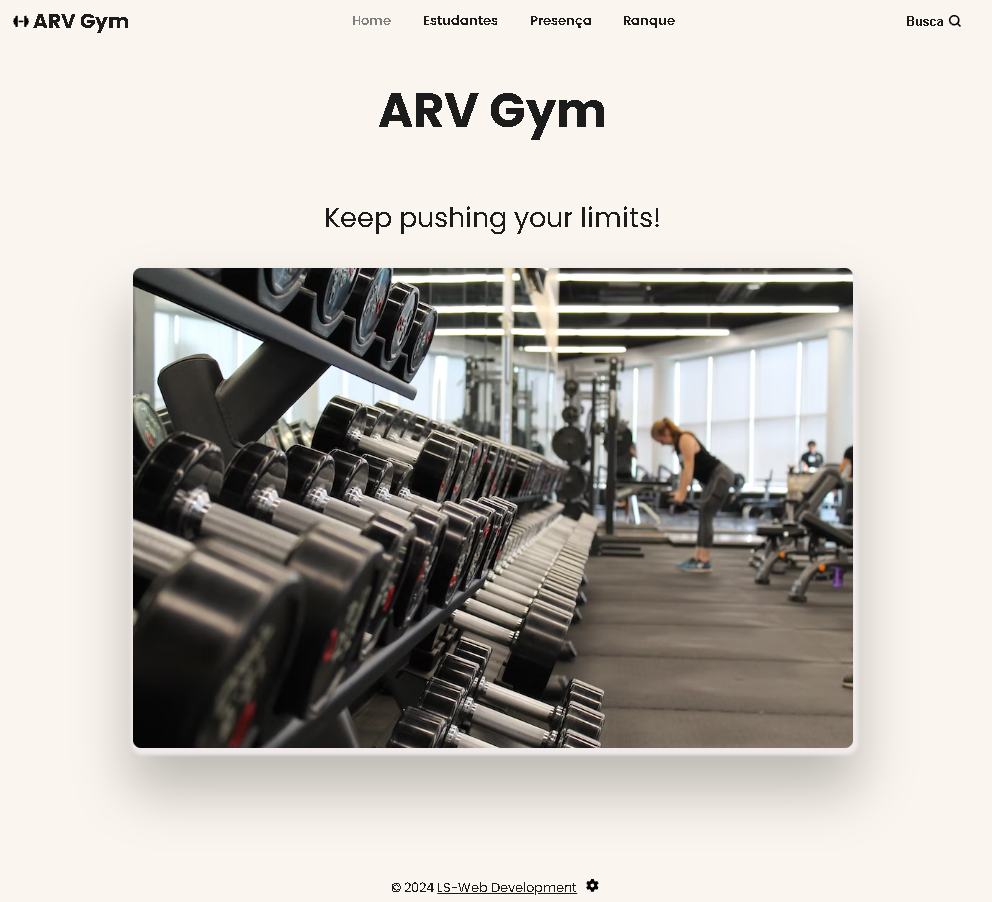 ARV Gym
Home Estudantes Presença Ranque
Busca
ARV Gym
Keep pushing your limits!
© 2024 LS-Web Development